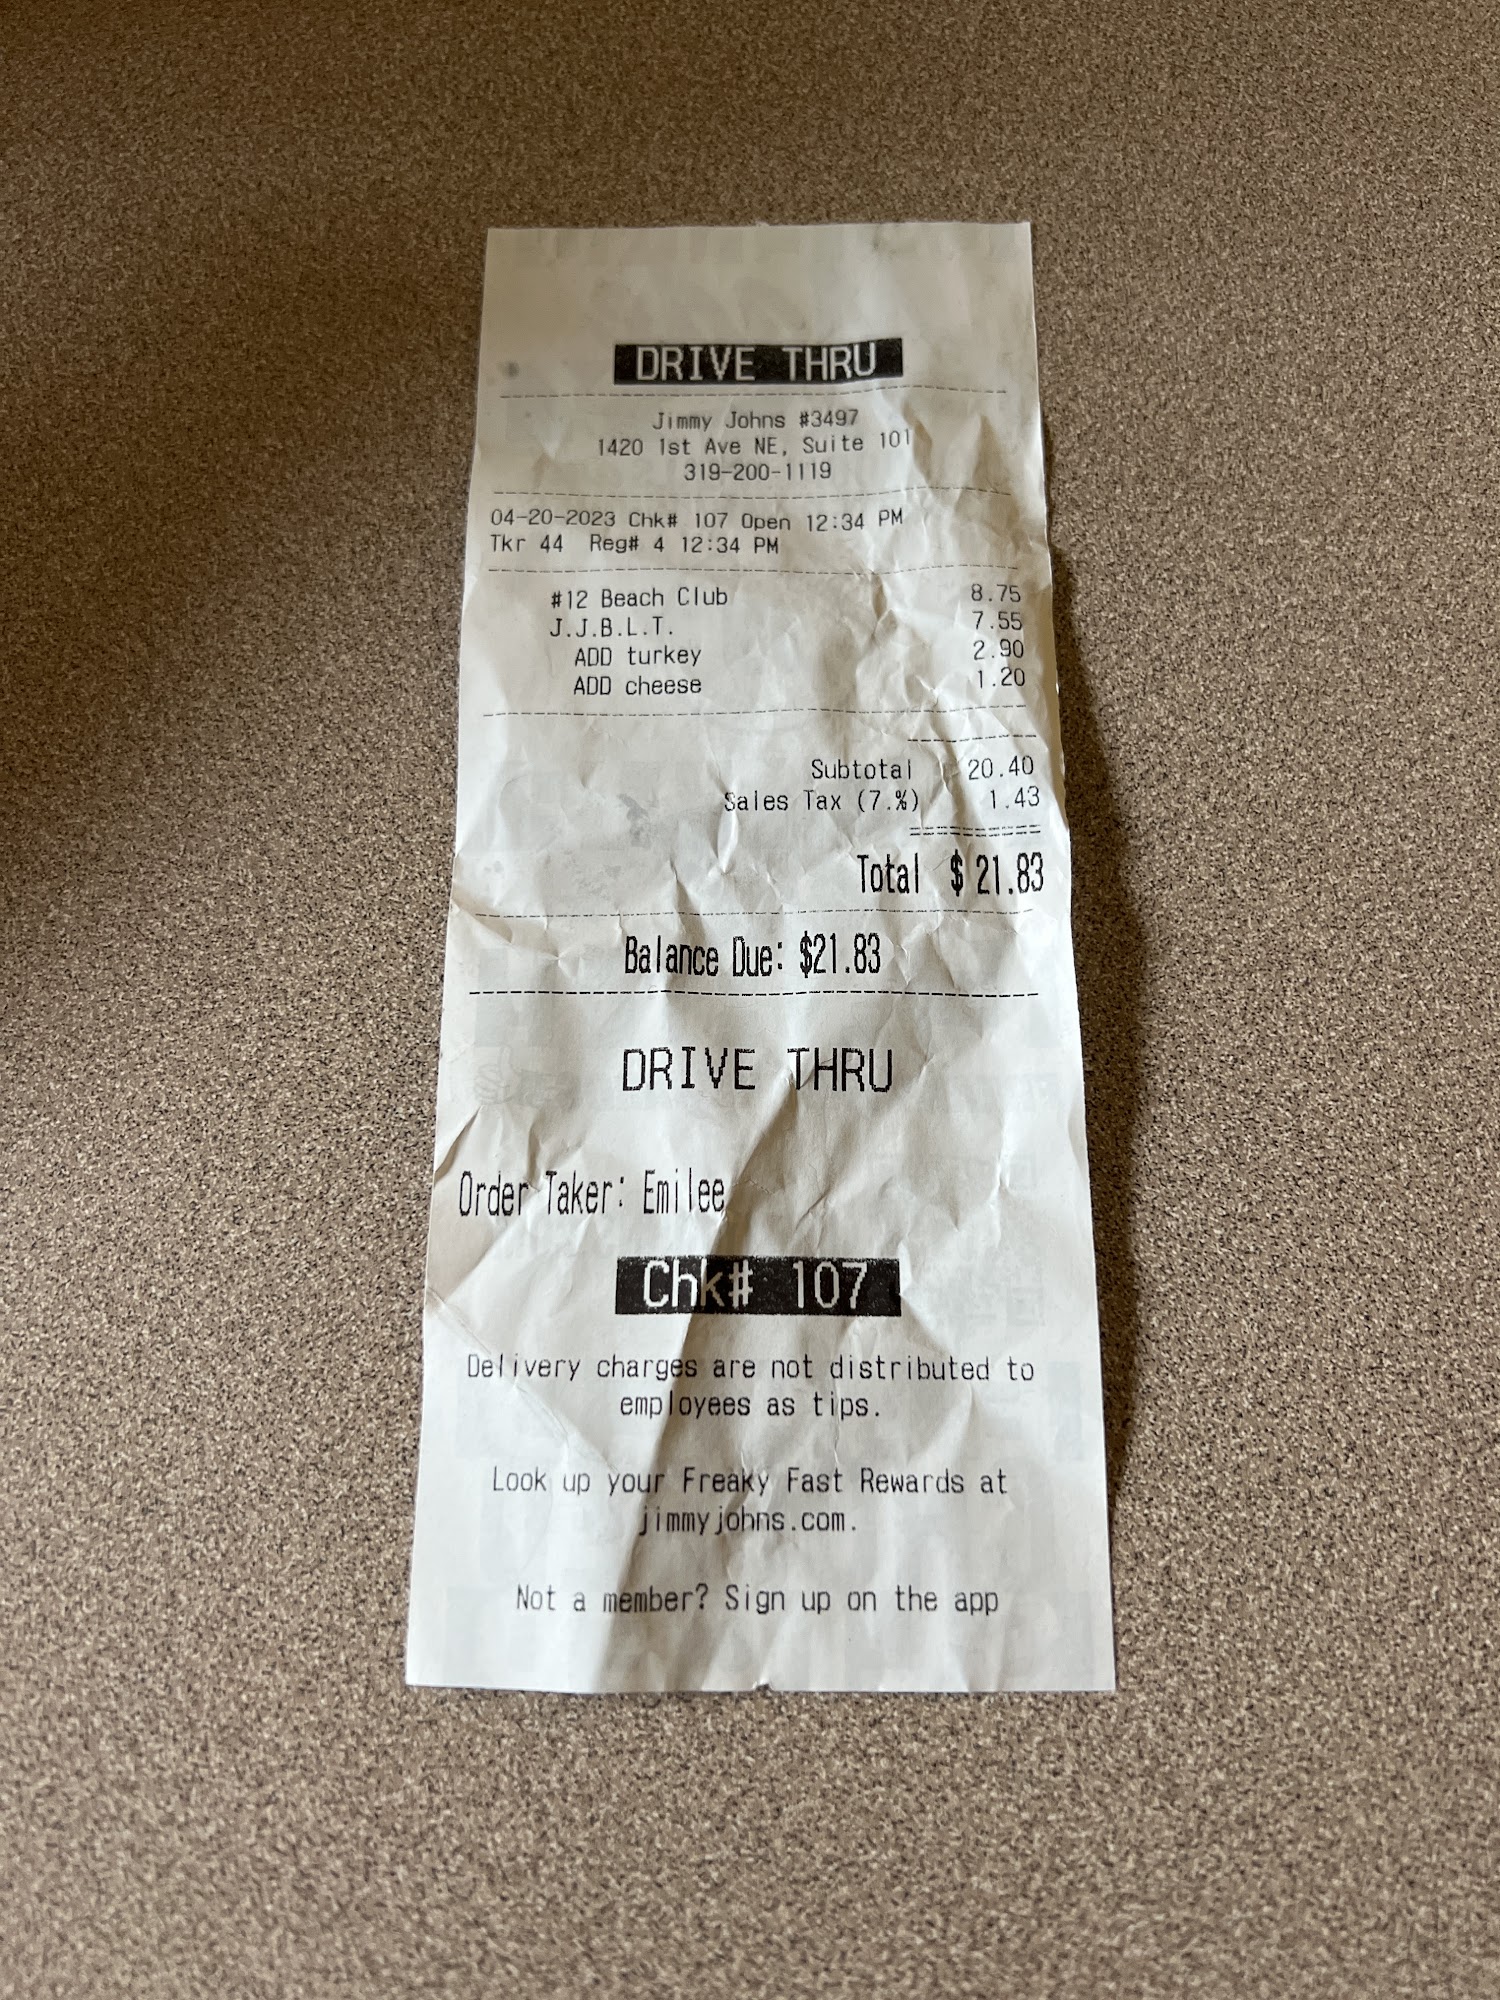 DRIVE THRU
Jimmy Johns #3497
1420 1st Ave NE, Suite 101
319-200-1119
04-20-2023 Chk# 107 Open 12:34 PM
Tkr 44 Reg# 4 12:34 PM
#12 Beach Club 8.75
J.J.B.L.T. 7.55
ADD turkey 2.90
ADD cheese 1.20
Subtotal 20.40
Sales Tax (7.%) 1.43
Total $ 21.83
Balance Due: $21.83
DRIVE THRU
Order Taker: Emilee
Chk# 107
Delivery charges are not distributed to
employees as tips.
Look up your Freaky Fast Rewards at
jimmyjohns.com.
Not a member? Sign up on the app